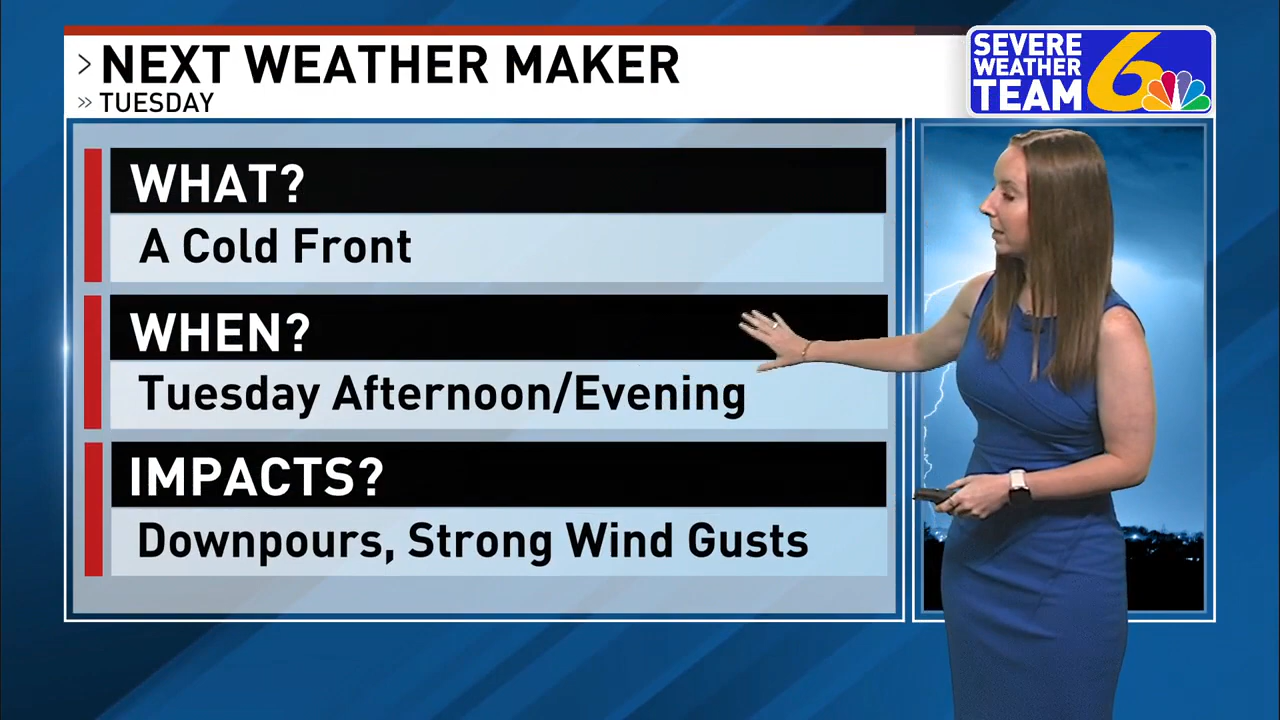 > NEXT WEATHER MAKER
» TUESDAY
SEVERE
WEATHER
TEAM 6
WHAT?
A Cold Front
WHEN?
Tuesday Afternoon/Evening
IMPACTS?
Downpours, Strong Wind Gusts